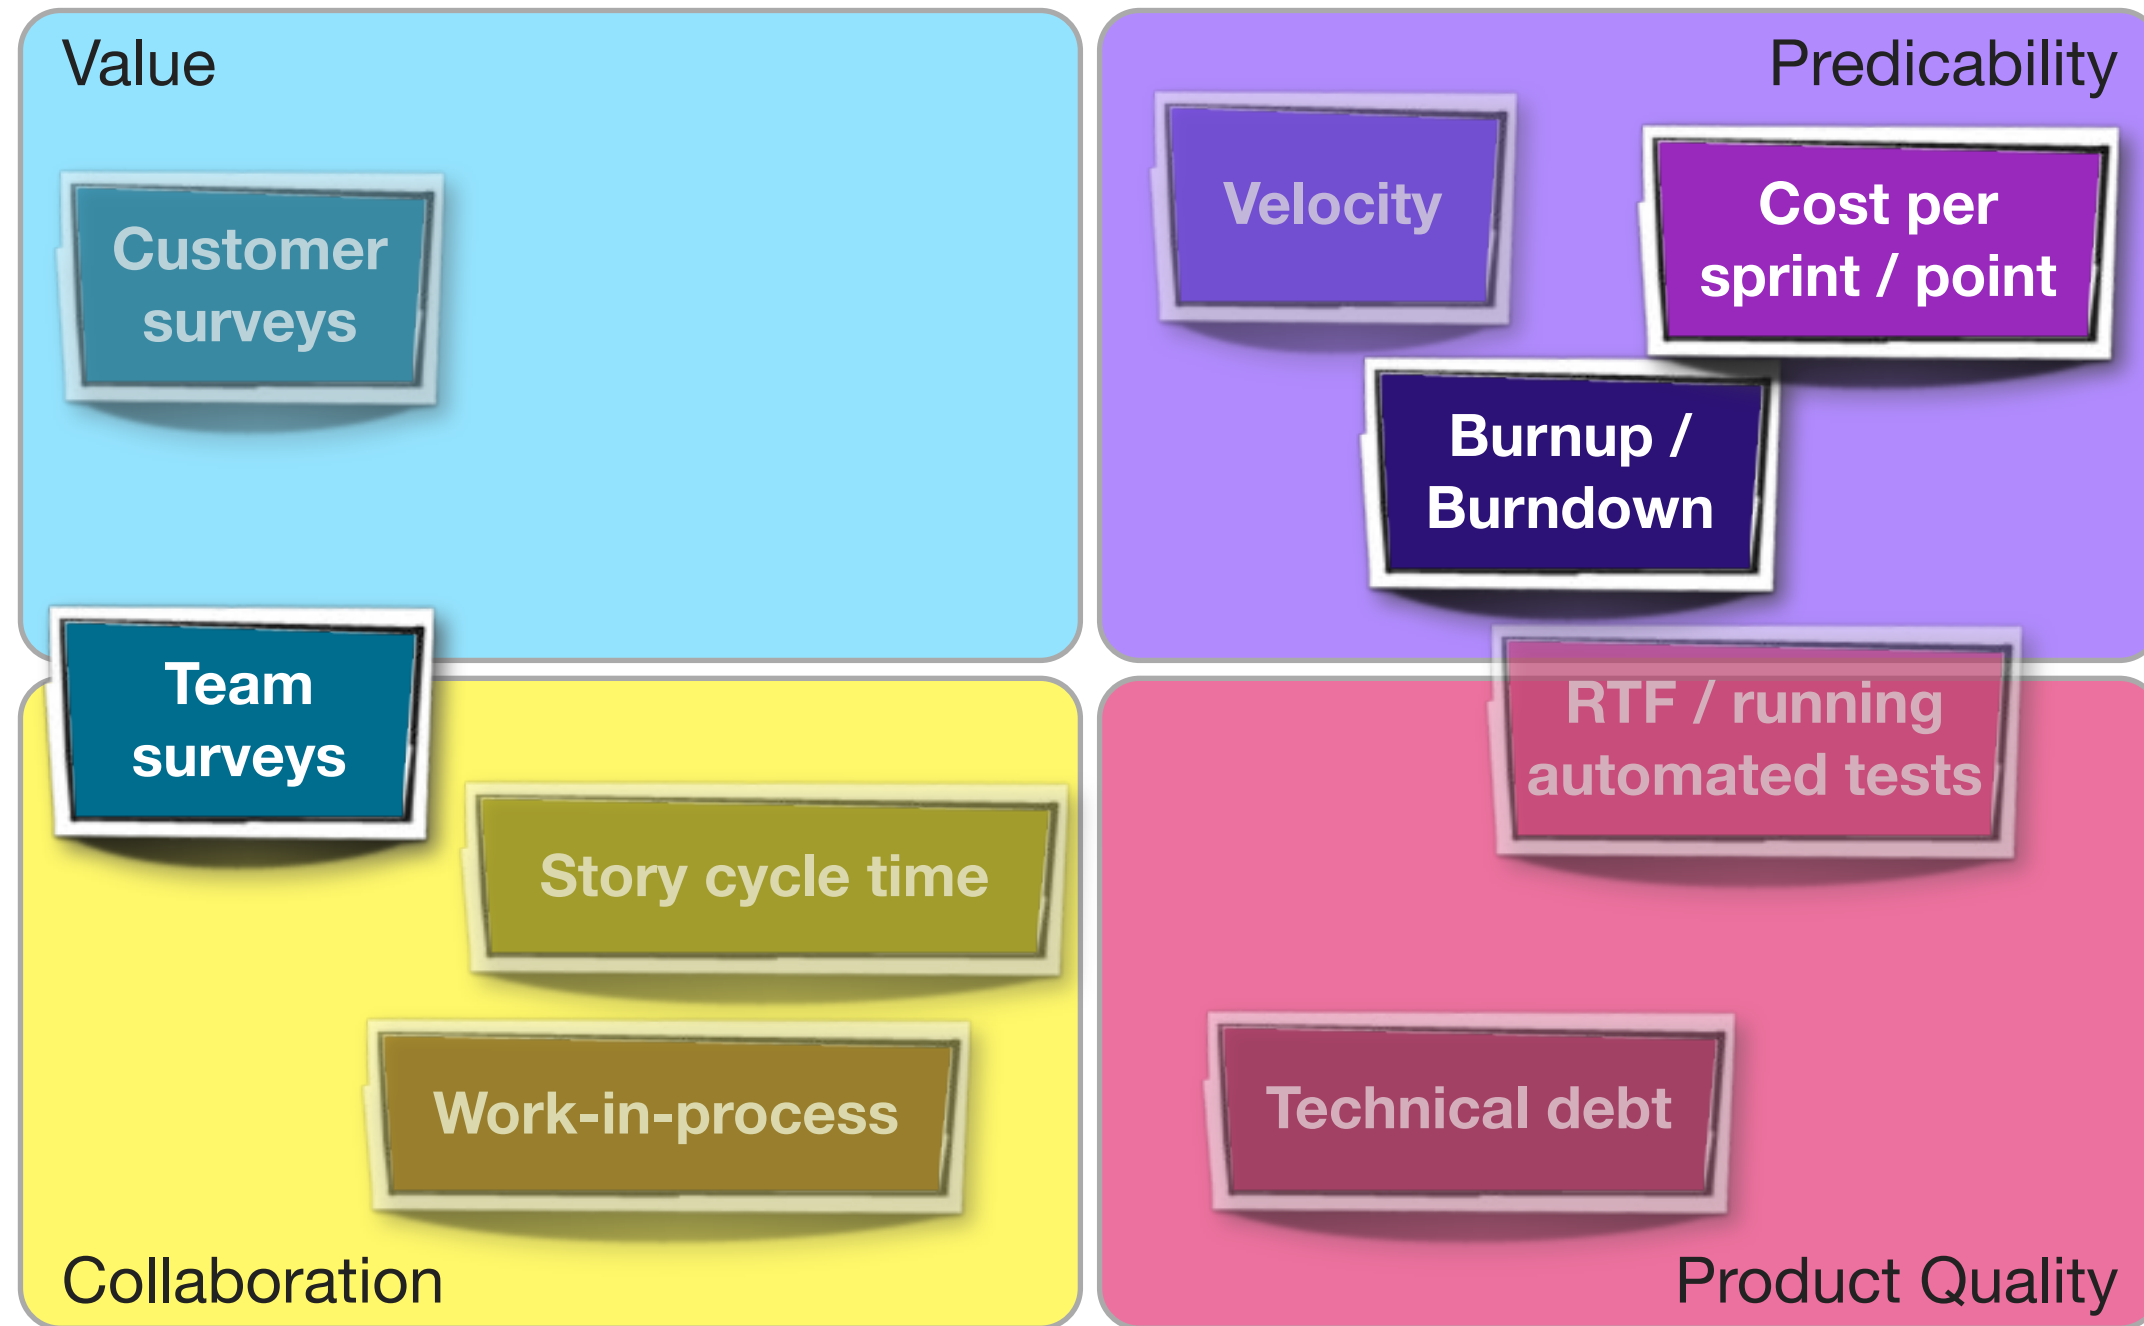 Value
Predicability
Customer
surveys
Velocity
Cost per
sprint / point
Burnup /
Burndown
Team
surveys
RTF / running
automated tests
Story cycle time
Work-in-process
Technical debt
Collaboration
Product Quality